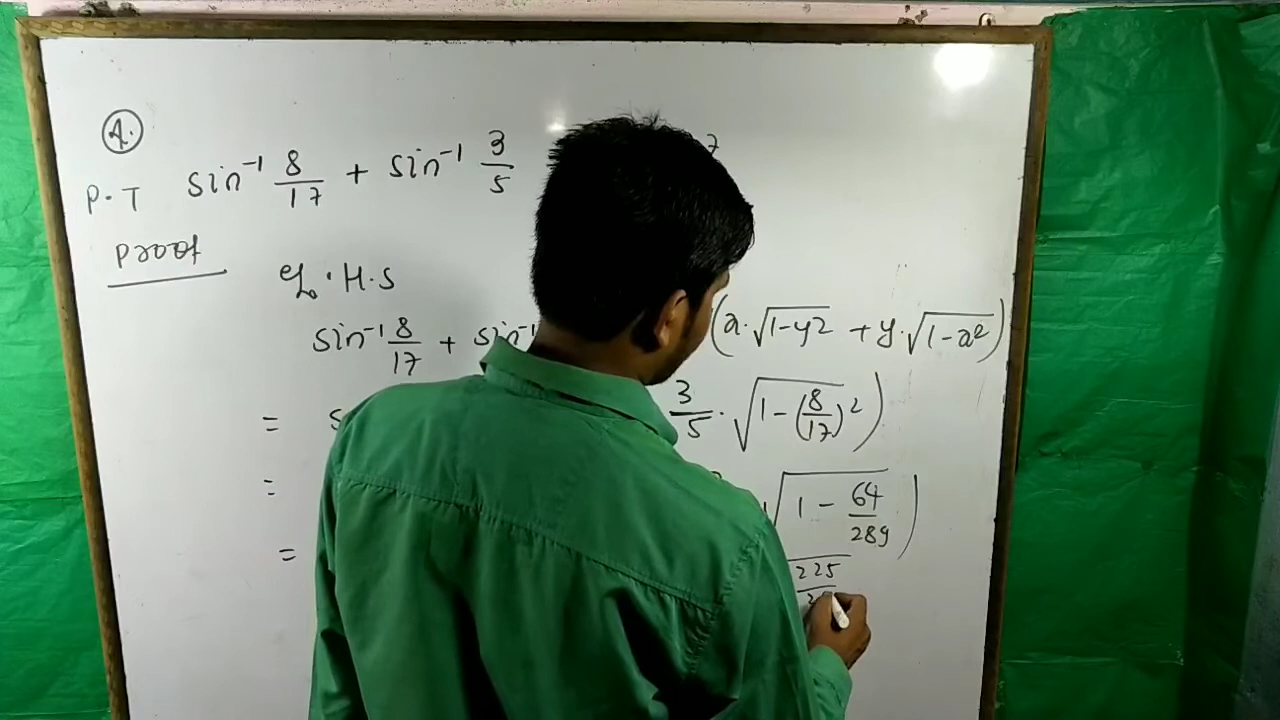 A.
P.T sin⁻¹ 8/17 + sin⁻¹ 3/5 7
Proof
L.H.S
sin⁻¹ 8/17 + sin⁻¹ (x.√1-y2 + y.√1-x²)
= s 3/5 . √1-(8/17)² )
= √1 - 64/289 )
= 225